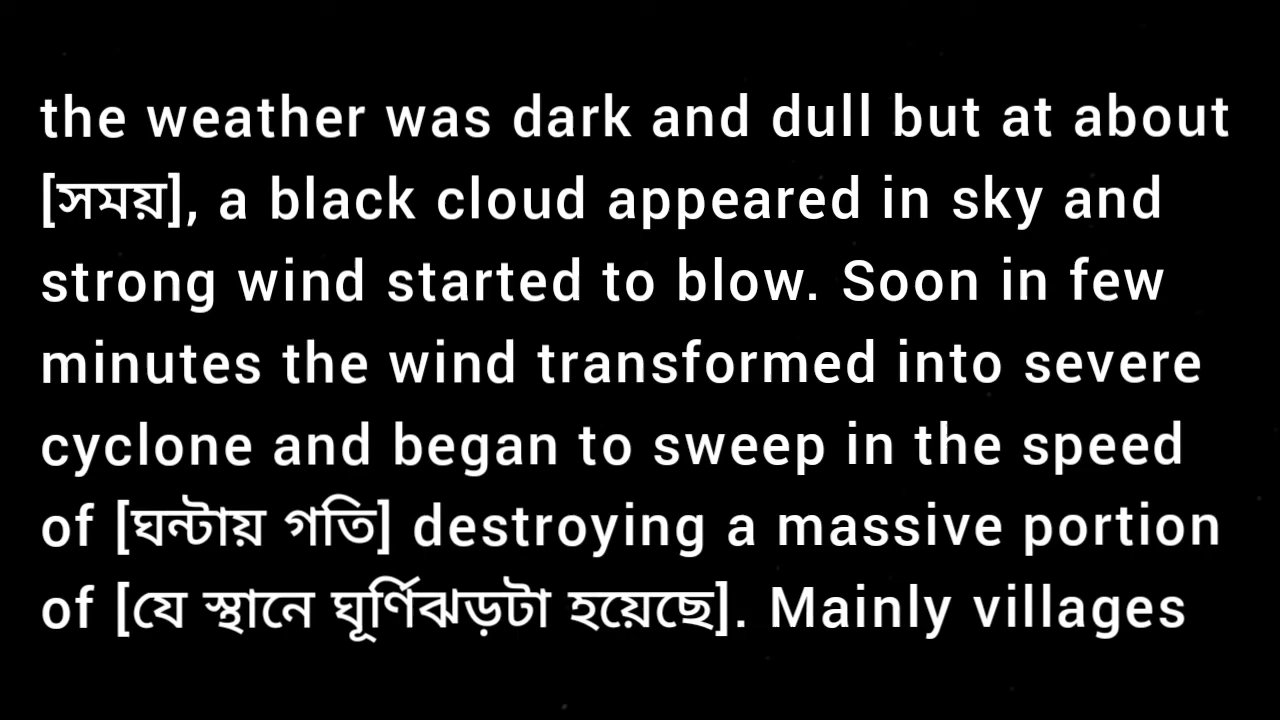 the weather was dark and dull but at about
[সময়], a black cloud appeared in sky and
strong wind started to blow. Soon in few
minutes the wind transformed into severe
cyclone and began to sweep in the speed
of [ঘন্টায় গতি] destroying a massive portion
of [যে স্থানে ঘূর্ণিঝড়টা হয়েছে]. Mainly villages